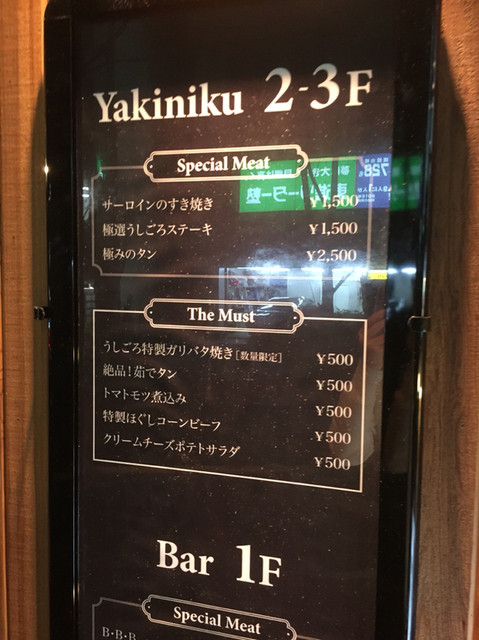 Yakiniku 2-3F
Special Meat
サーロインのすき焼き ¥1,500
極選うしごろステーキ ¥1,500
極みのタン ¥2,500
The Must
うしごろ特製ガリバタ焼き[数量限定] ¥500
絶品!茹でタン ¥500
トマトモツ煮込み ¥500
特製ほぐしコーンビーフ ¥500
クリームチーズポテトサラダ ¥500
Bar 1F
Special Meat
B・B・B